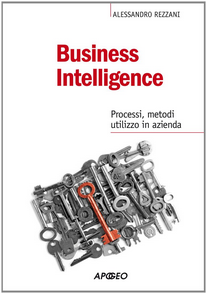 ALESSANDRO REZZANI
Business
Intelligence
Processi, metodi
utilizzo in azienda
APOGEO